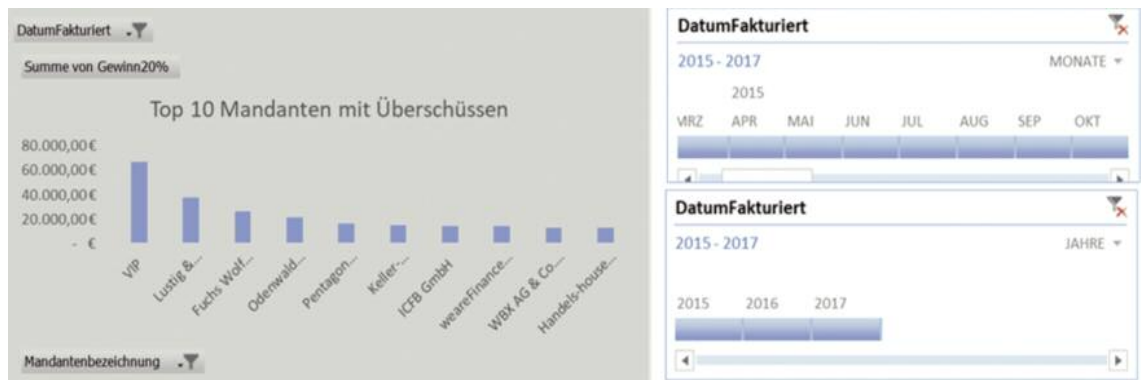 DatumFakturiert
Summe von Gewinn20%
Top 10 Mandanten mit Überschüssen
80.000,00 €
60.000,00 €
40.000,00 €
20.000,00 €
- €
VIP
Lustig &...
Fuchs Wolf...
Odenwald...
Pentagon...
Keller-...
ICFB GmbH
weareFinance...
WBX AG & Co....
Handels-house...
Mandantenbezeichnung
DatumFakturiert
2015 - 2017 MONATE
2015
MRZ APR MAI JUN JUL AUG SEP OKT
DatumFakturiert
2015 - 2017 JAHRE
2015 2016 2017